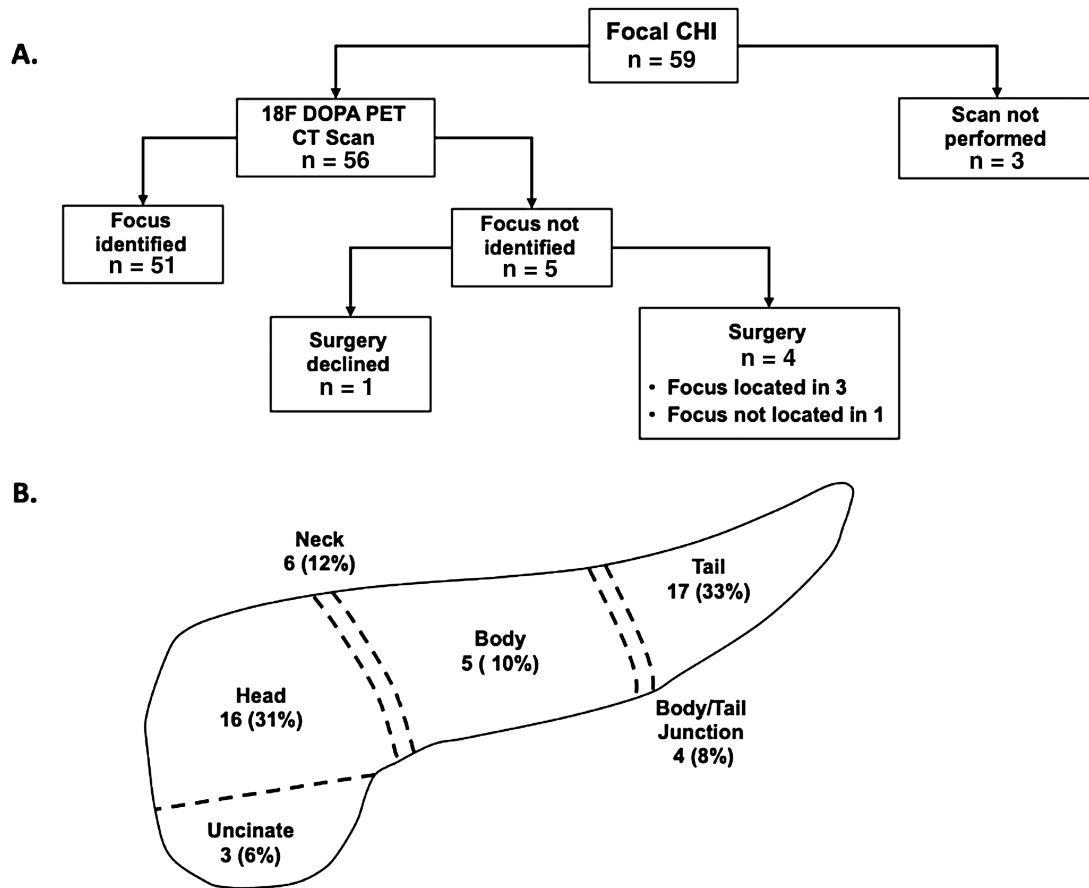 A.
Focal CHI
n = 59
18F DOPA PET
CT Scan
n = 56
Scan not
performed
n = 3
Focus
identified
n = 51
Focus not
identified
n = 5
Surgery
declined
n = 1
Surgery
n = 4
• Focus located in 3
• Focus not located in 1
B.
Neck
6 (12%)
Tail
17 (33%)
Body
5 ( 10%)
Head
16 (31%)
Body/Tail
Junction
4 (8%)
Uncinate
3 (6%)